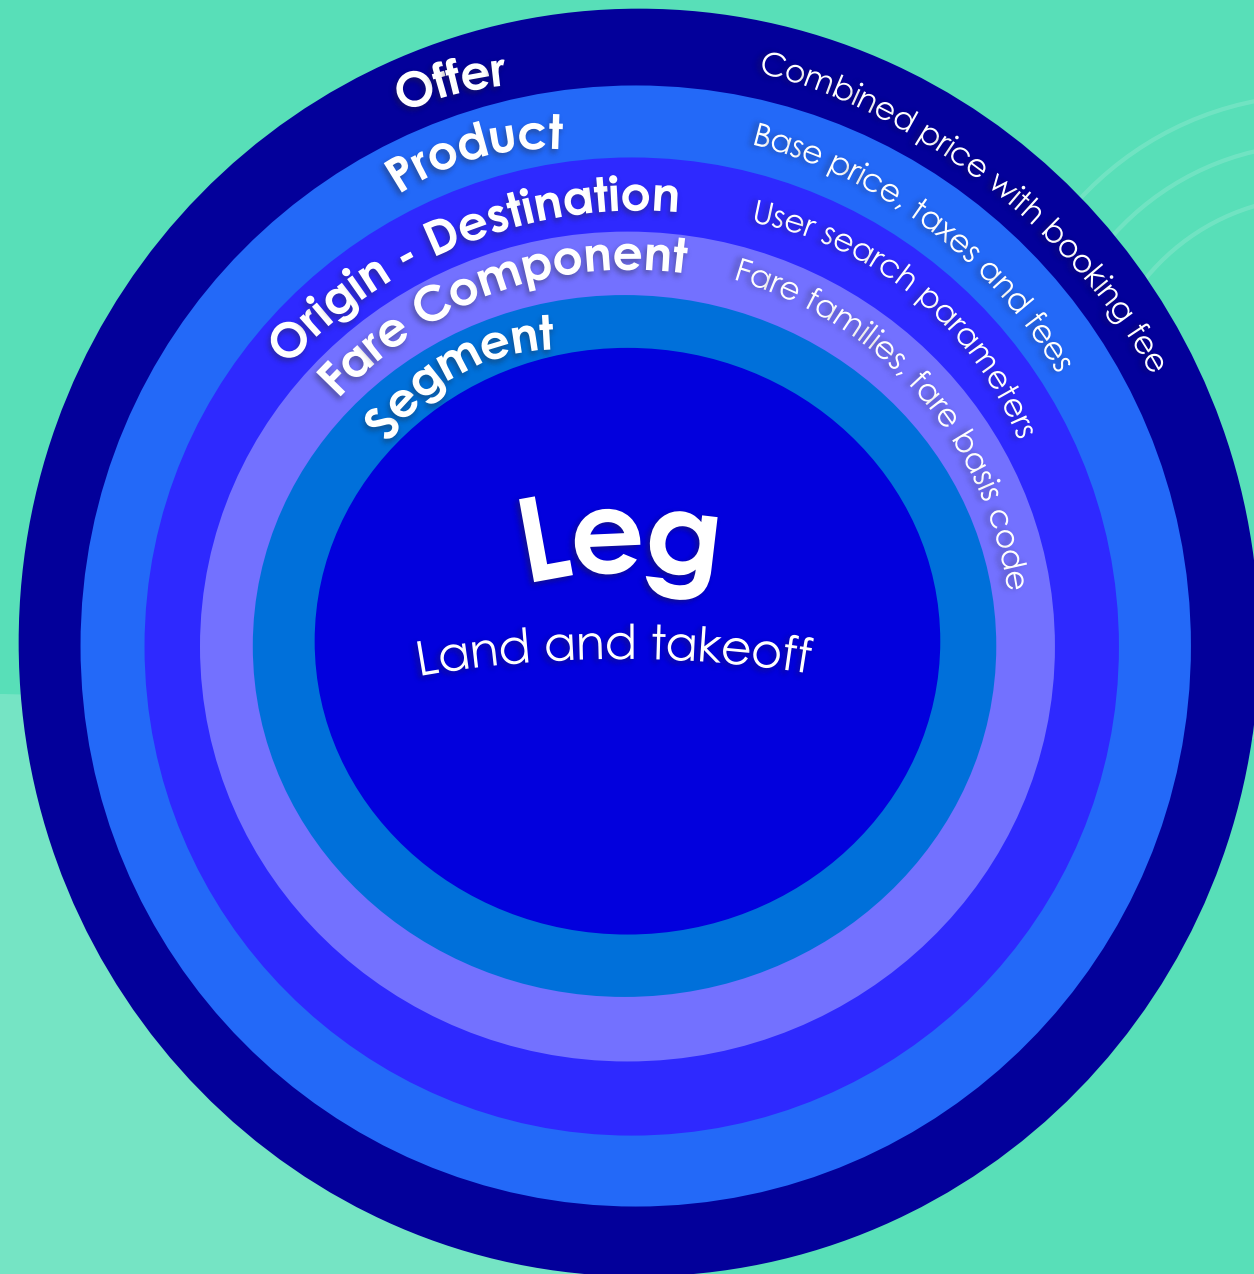 Offer
Combined price with booking fee
Product
Base price, taxes and fees
Origin - Destination
User search parameters
Fare Component
Fare families, fare basis code
Segment
Leg
Land and takeoff